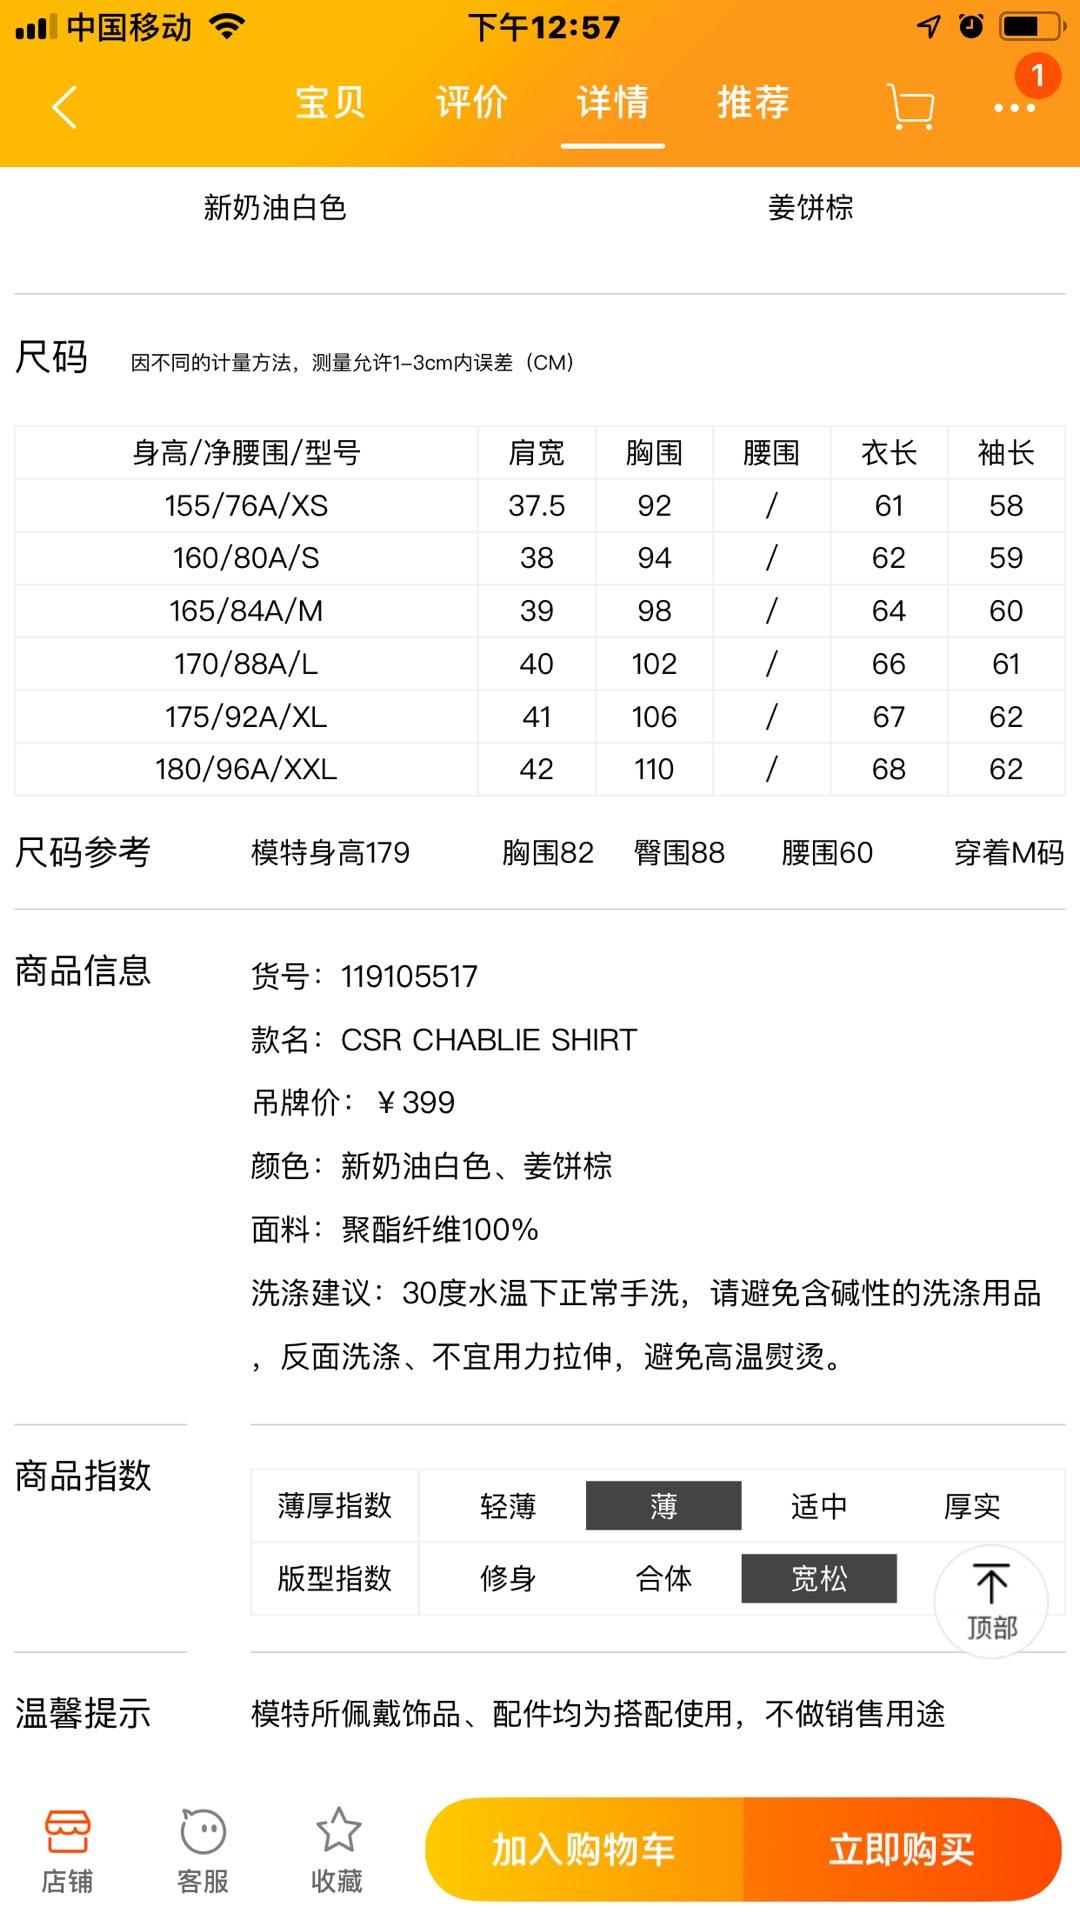 中国移动
下午12:57
宝贝 评价 详情 推荐
1
新奶油白色 姜饼棕
尺码 因不同的计量方法，测量允许1-3cm内误差（CM）
身高/净腰围/型号 肩宽 胸围 腰围 衣长 袖长
155/76A/XS 37.5 92 / 61 58
160/80A/S 38 94 / 62 59
165/84A/M 39 98 / 64 60
170/88A/L 40 102 / 66 61
175/92A/XL 41 106 / 67 62
180/96A/XXL 42 110 / 68 62
尺码参考 模特身高179 胸围82 臀围88 腰围60 穿着M码
商品信息 货号：119105517
款名：CSR CHABLIE SHIRT
吊牌价：￥399
颜色：新奶油白色、姜饼棕
面料：聚酯纤维100%
洗涤建议：30度水温下正常手洗，请避免含碱性的洗涤用品
，反面洗涤、不宜用力拉伸，避免高温熨烫。
商品指数 薄厚指数 轻薄 薄 适中 厚实
版型指数 修身 合体 宽松
顶部
温馨提示 模特所佩戴饰品、配件均为搭配使用，不做销售用途
店铺 客服 收藏 加入购物车 立即购买